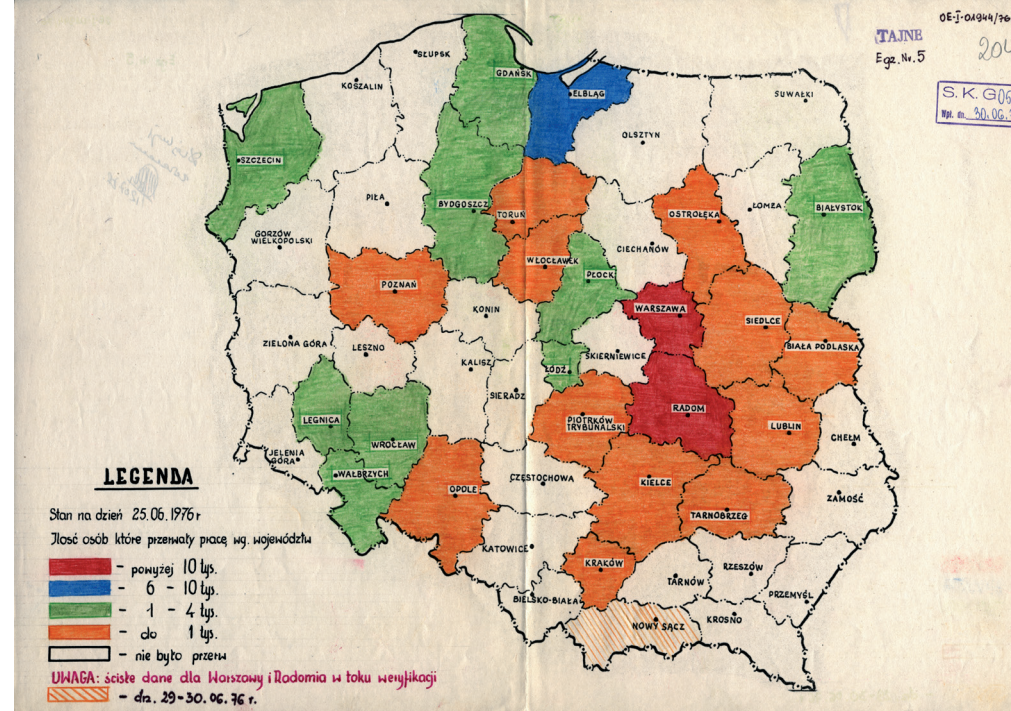 OE-I-01944/76
TAJNE
Egz. Nr. 5
204
S. K. G
Wpł. dn. 30.06.
SŁUPSK
GDAŃSK
KOSZALIN
ELBLĄG
SUWAŁKI
OLSZTYN
SZCZECIN
PIŁA
BYDGOSZCZ
TORUŃ
OSTROŁĘKA
ŁOMŻA
BIAŁYSTOK
GORZÓW
WIELKOPOLSKI
CIECHANÓW
WŁOCŁAWEK
PŁOCK
POZNAŃ
KONIN
WARSZAWA
SIEDLCE
ZIELONA GÓRA
LESZNO
SKIERNIEWICE
BIAŁA PODLASKA
KALISZ
ŁÓDŹ
SIERADZ
RADOM
LEGNICA
PIOTRKÓW
TRYBUNALSKI
LUBLIN
WROCŁAW
CHEŁM
JELENIA
GÓRA
WAŁBRZYCH
CZĘSTOCHOWA
KIELCE
OPOLE
ZAMOŚĆ
TARNOBRZEG
KATOWICE
KRAKÓW
RZESZÓW
TARNÓW
BIELSKO-BIAŁA
PRZEMYŚL
NOWY SĄCZ
KROSNO
LEGENDA
Stan na dzień 25.06.1976 r
Ilość osób które przerwały pracę wg. województw
- powyżej 10 tys.
- 6 - 10 tys.
- 1 - 4 tys.
- do 1 tys.
- nie było przerw
UWAGA: ścisłe dane dla Warszawy i Radomia w toku weryfikacji
- dn. 29-30.06.76 r.